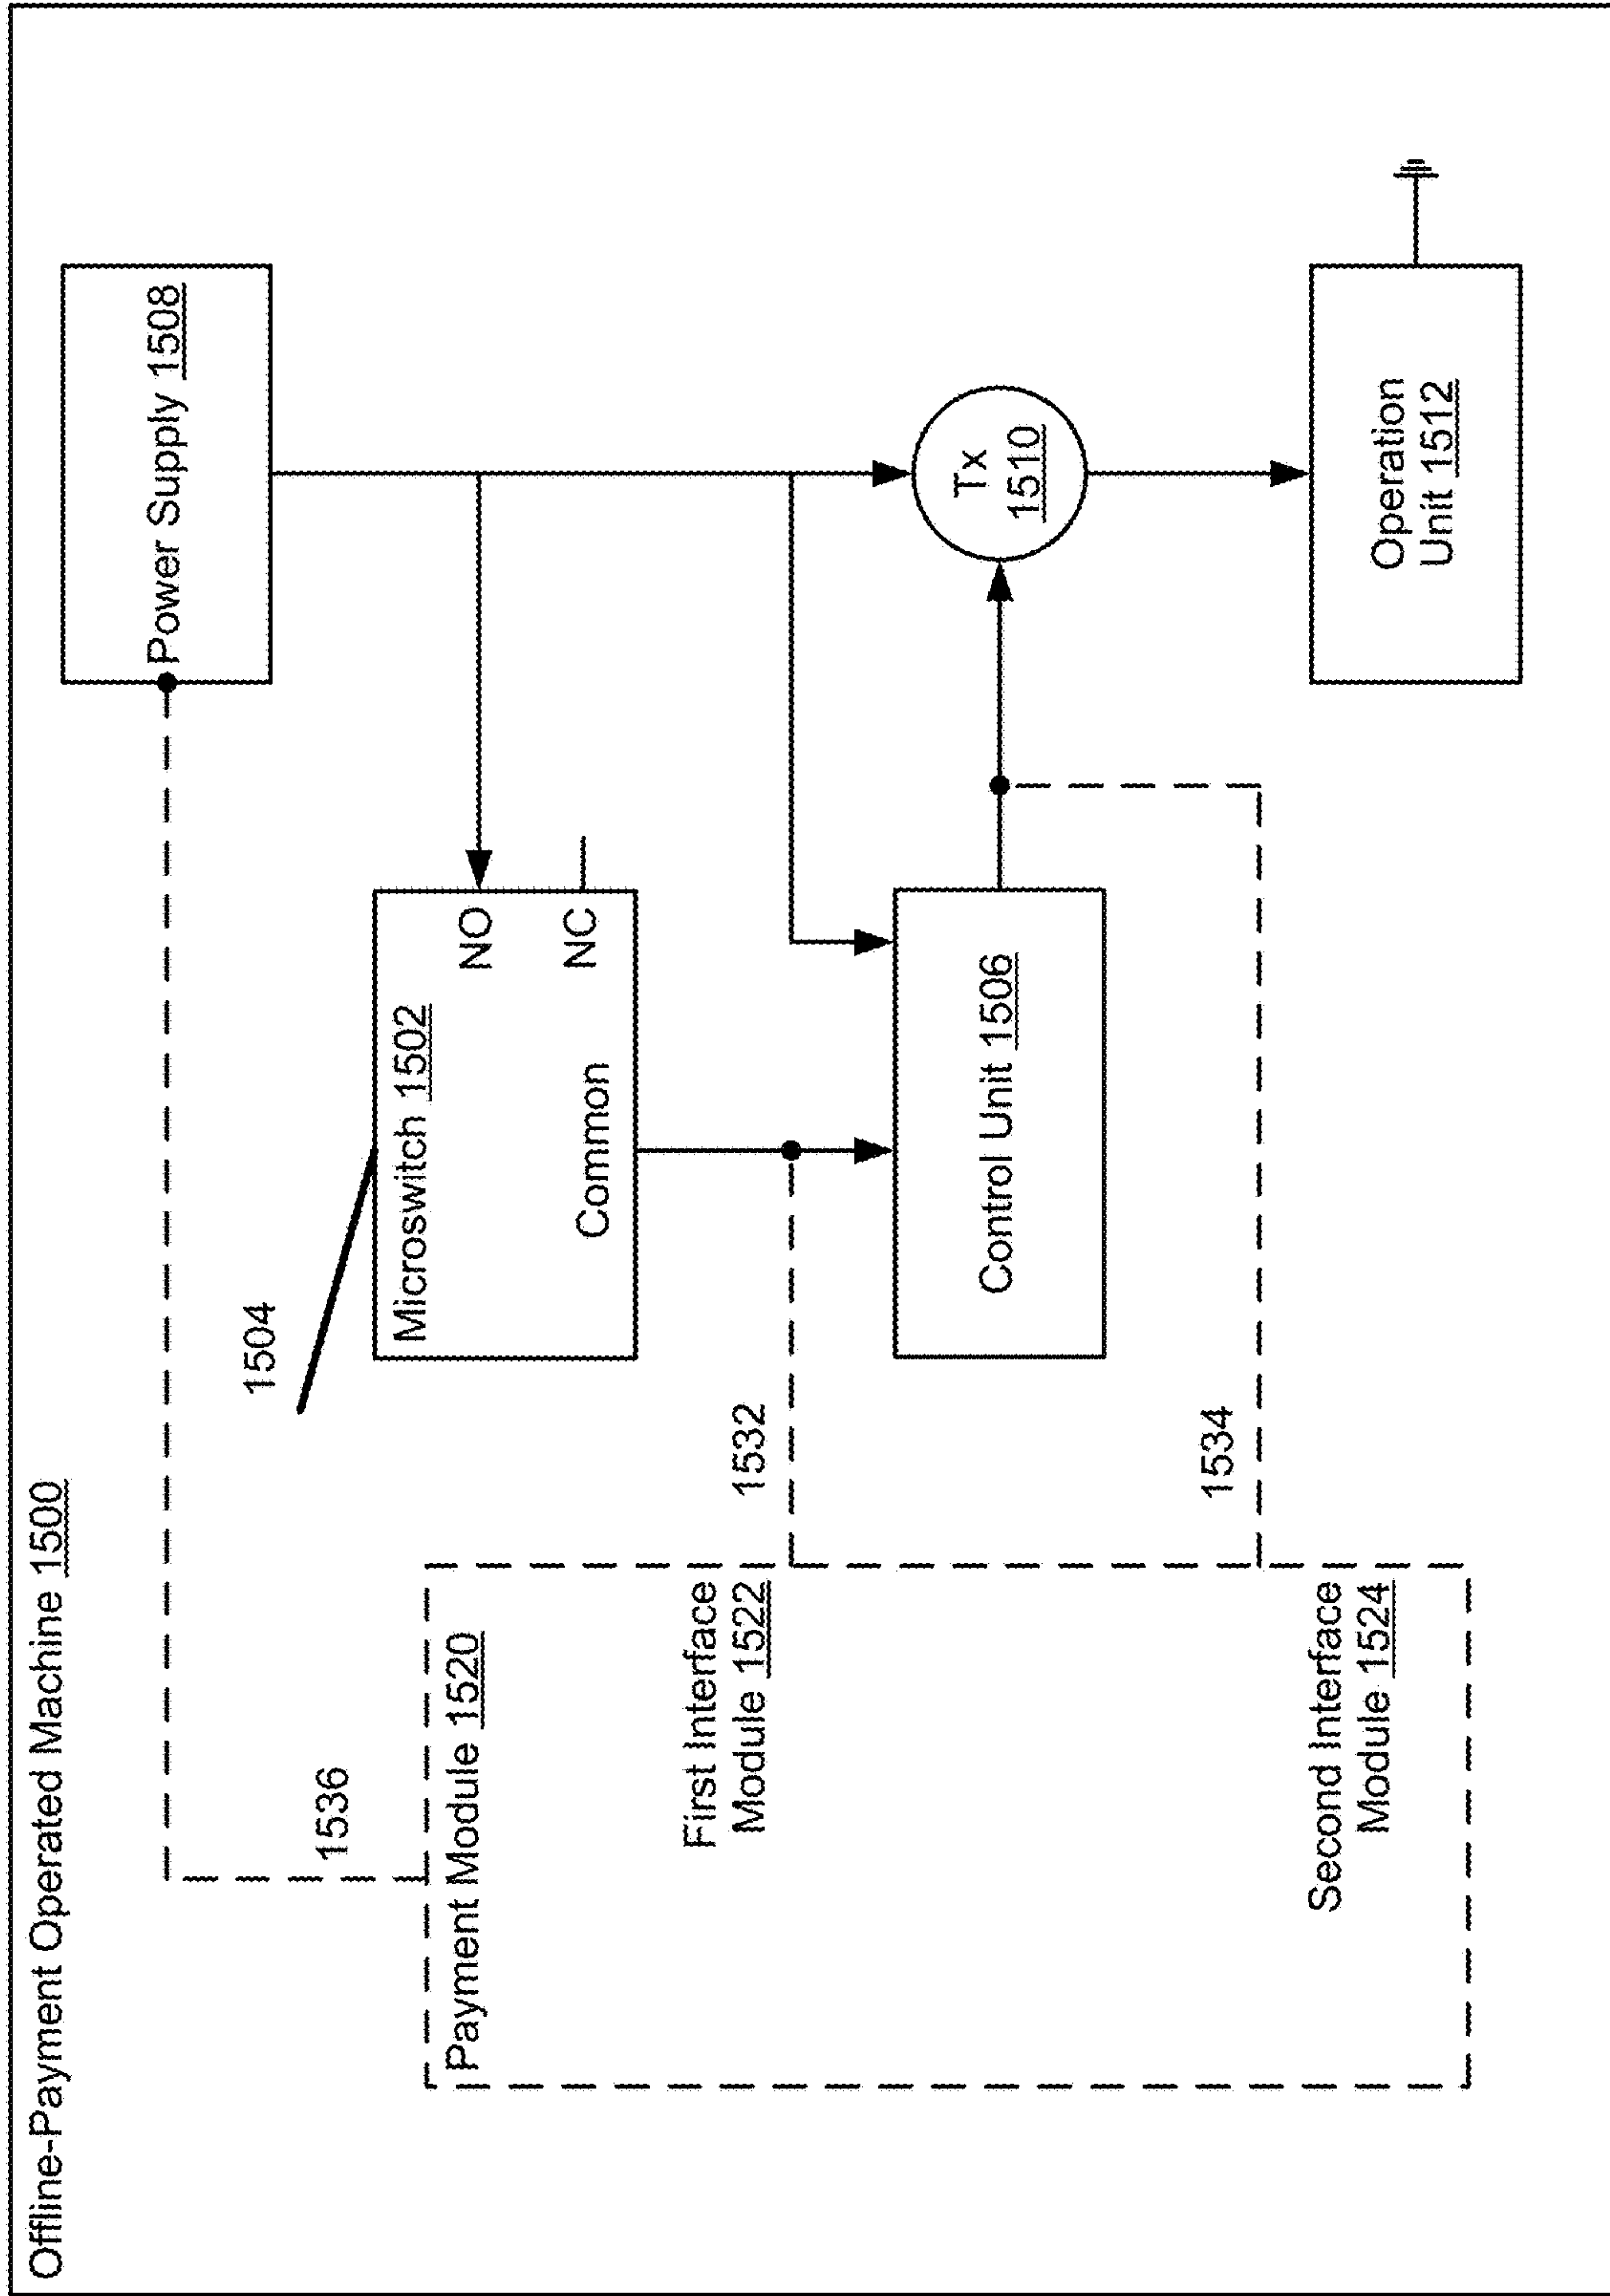 Offline-Payment Operated Machine 1500
Power Supply 1508
1536
1504
Microswitch 1502
NO
NC
Common
Payment Module 1520
First Interface
Module 1522
1532
Control Unit 1506
Tx
1510
1534
Second Interface
Module 1524
Operation
Unit 1512